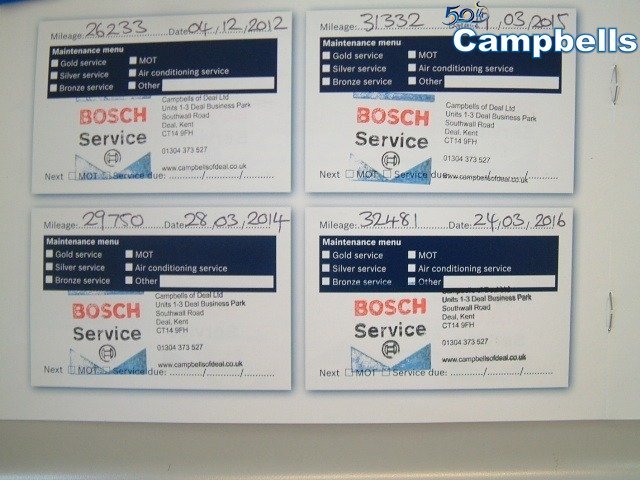 Mileage: 26233 Date: 04,12,2012
Maintenance menu
Gold service MOT
Silver service Air conditioning service
Bronze service Other
Campbells of Deal Ltd
Units 1-3 Deal Business Park
Southwall Road
Deal, Kent
CT14 9FH
01304 373 527
www.campbellsofdeal.co.uk
BOSCH
Service
Next MOT Service due: / /
Mileage: 31332 Date ,03,2015
Campbells
Maintenance menu
Gold service MOT
Silver service Air conditioning service
Bronze service Other
Campbells of Deal Ltd
Units 1-3 Deal Business Park
Southwall Road
Deal, Kent
CT14 9FH
01304 373 527
www.campbellsofdeal.co.uk
BOSCH
Service
Next MOT Service due: / /
Mileage: 29750 Date: 28,03,2014
Maintenance menu
Gold service MOT
Silver service Air conditioning service
Bronze service Other
Campbells of Deal Ltd
Units 1-3 Deal Business Park
Southwall Road
Deal, Kent
CT14 9FH
01304 373 527
www.campbellsofdeal.co.uk
BOSCH
Service
Next MOT Service due: / /
Mileage: 32481 Date: 24,03,2016
Maintenance menu
Gold service MOT
Silver service Air conditioning service
Bronze service Other
Campbells of Deal Ltd
Units 1-3 Deal Business Park
Southwall Road
Deal, Kent
CT14 9FH
01304 373 527
www.campbellsofdeal.co.uk
BOSCH
Service
Next MOT Service due: / /